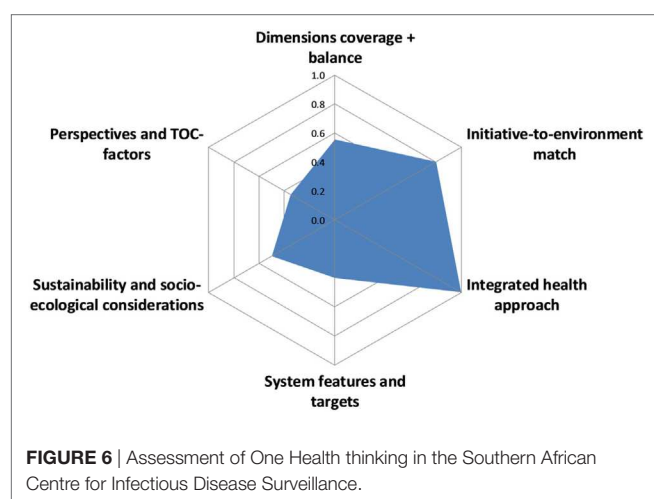 Dimensions coverage +
balance
1.0
0.8
0.6
0.4
0.2
0.0
Perspectives and TOC-
factors
Initiative-to-environment
match
Sustainability and socio-
ecological considerations
Integrated health
approach
System features and
targets
FIGURE 6 | Assessment of One Health thinking in the Southern African
Centre for Infectious Disease Surveillance.